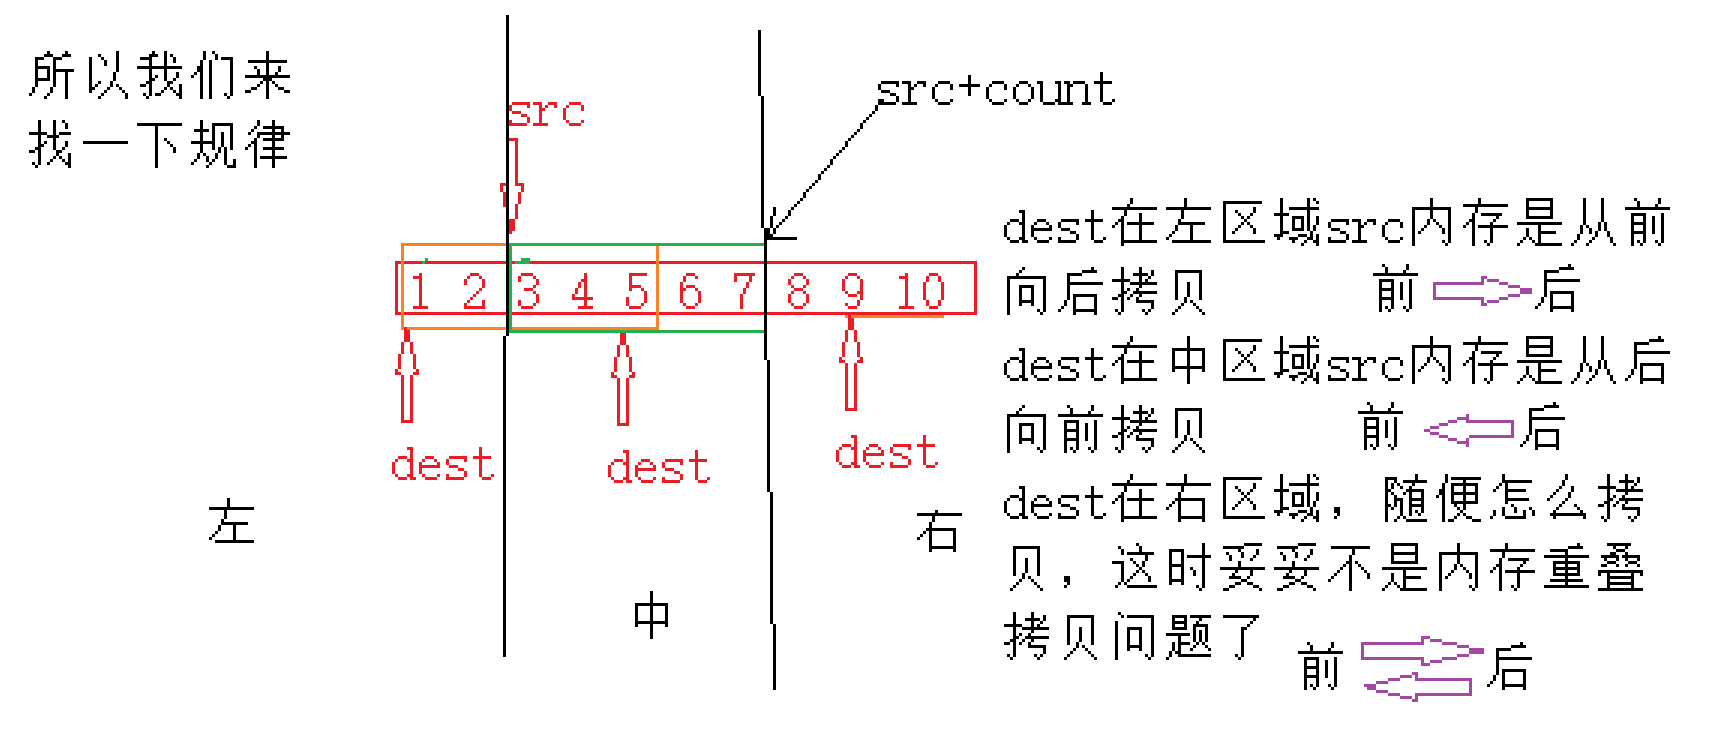 所以我们来
找一下规律
src
src+count
1 2 3 4 5 6 7 8 9 10
dest
dest
dest
左
中
右
dest在左区域src内存是从前
向后拷贝 前 后
dest在中区域src内存是从后
向前拷贝 前 后
dest在右区域，随便怎么拷
贝，这时妥妥不是内存重叠
拷贝问题了
前 后